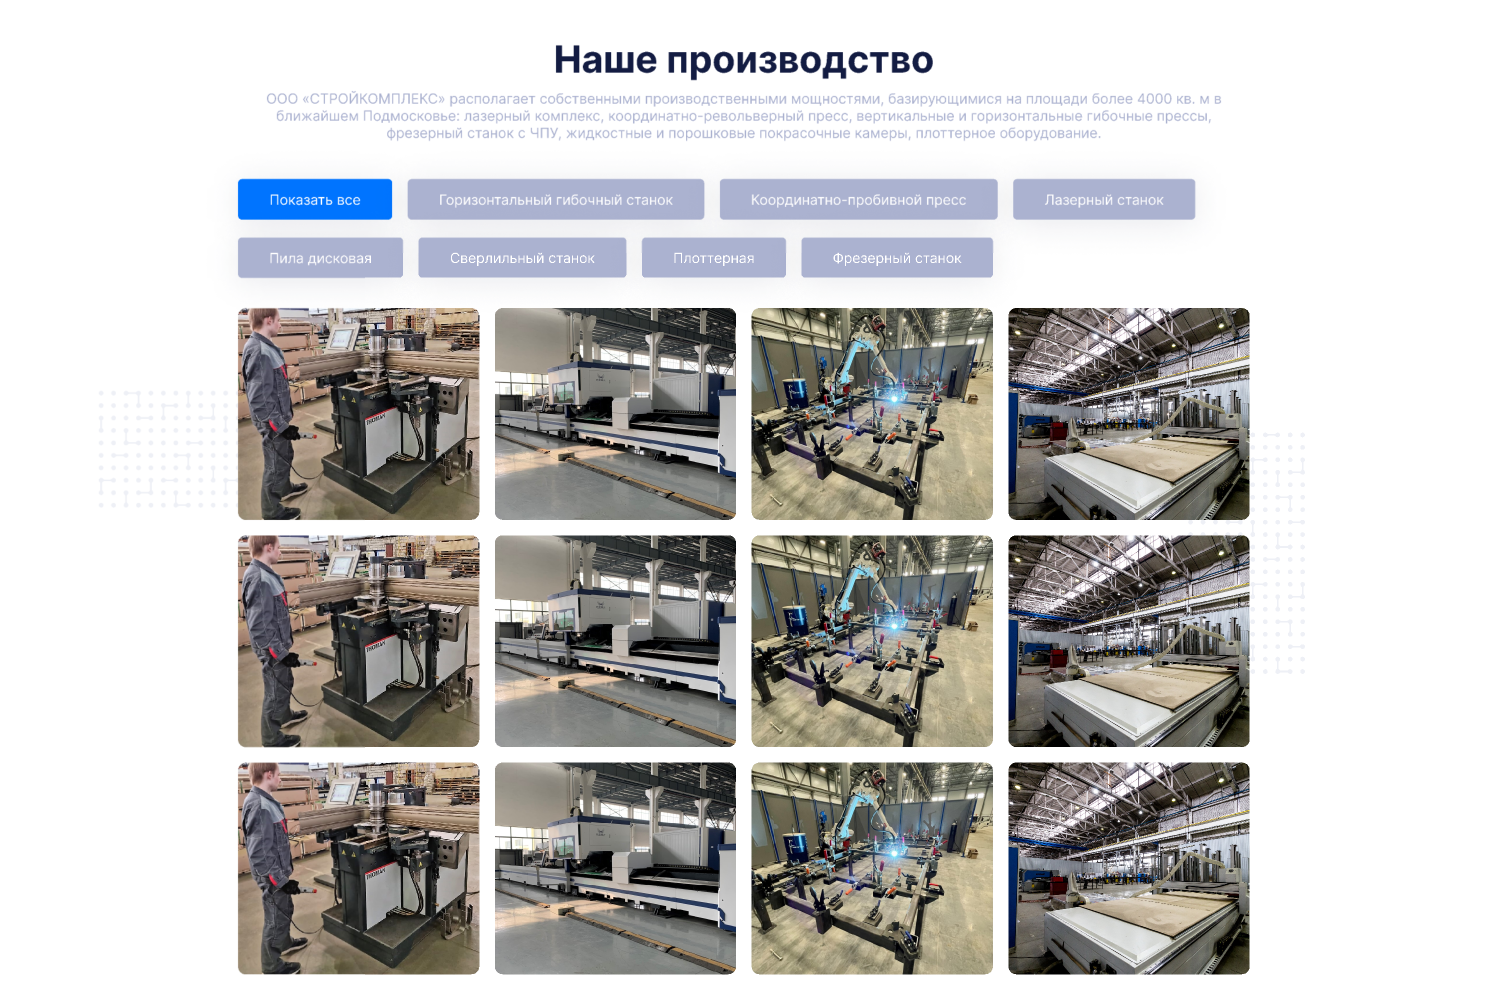 Наше производство
ООО «СТРОЙКОМПЛЕКС» располагает собственными производственными мощностями, базирующимися на площади более 4000 кв. м в
ближайшем Подмосковье: лазерный комплекс, координатно-револьверный пресс, вертикальные и горизонтальные гибочные прессы,
фрезерный станок с ЧПУ, жидкостные и порошковые покрасочные камеры, плоттерное оборудование.
Показать все
Горизонтальный гибочный станок
Координатно-пробивной пресс
Лазерный станок
Пила дисковая
Сверлильный станок
Плоттерная
Фрезерный станок